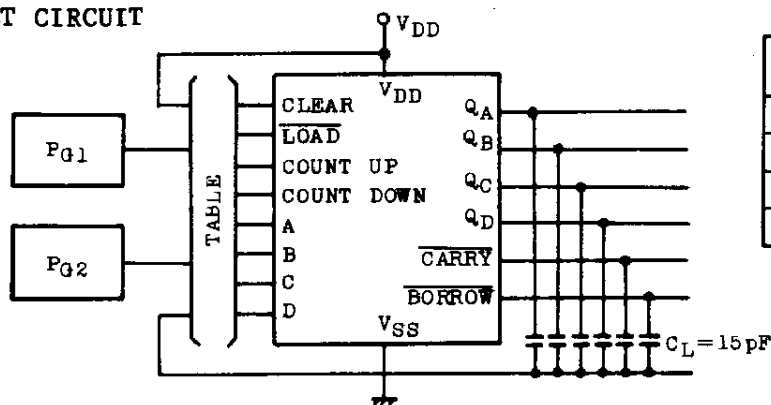 T CIRCUIT
VDD
VDD
CLEAR
LOAD
COUNT UP
COUNT DOWN
A
B
C
D
VSS
QA
QB
QC
QD
CARRY
BORROW
PG1
PG2
TABLE
CL=15pF